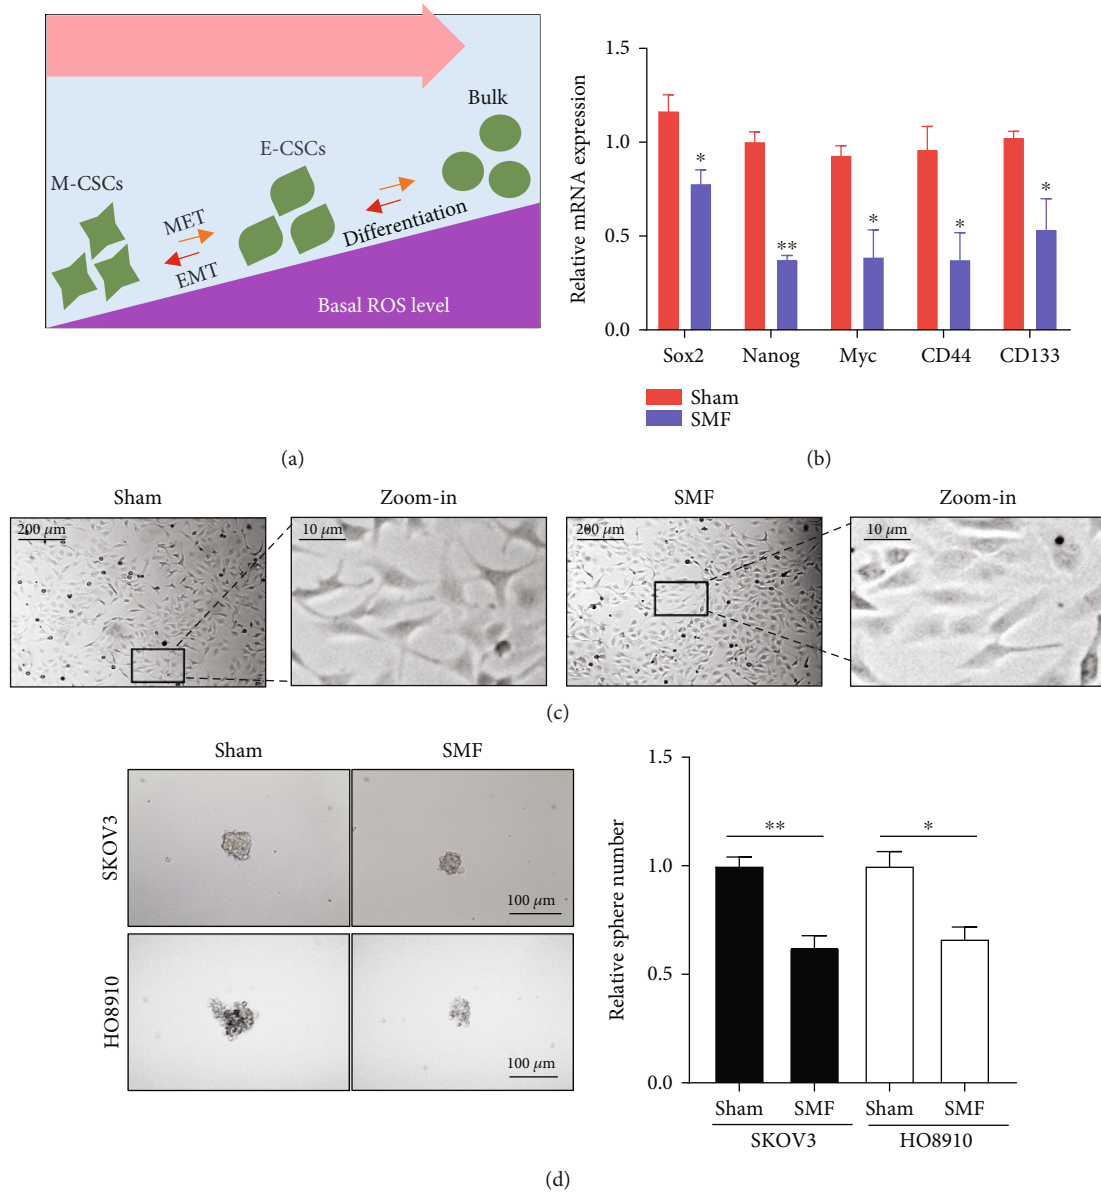 Bulk
E-CSCs
M-CSCs
MET
EMT
Differentiation
Basal ROS level
(a)
Relative mRNA expression
1.5
1.0
0.5
0.0
*
**
*
*
*
Sox2 Nanog Myc CD44 CD133
Sham
SMF
(b)
Sham Zoom-in SMF Zoom-in
200 μm 10 μm 200 μm 10 μm
(c)
Sham SMF
SKOV3
100 μm
HO8910
100 μm
Relative sphere number
1.5
1.0
0.5
0.0
** *
Sham SMF Sham SMF
SKOV3 HO8910
(d)